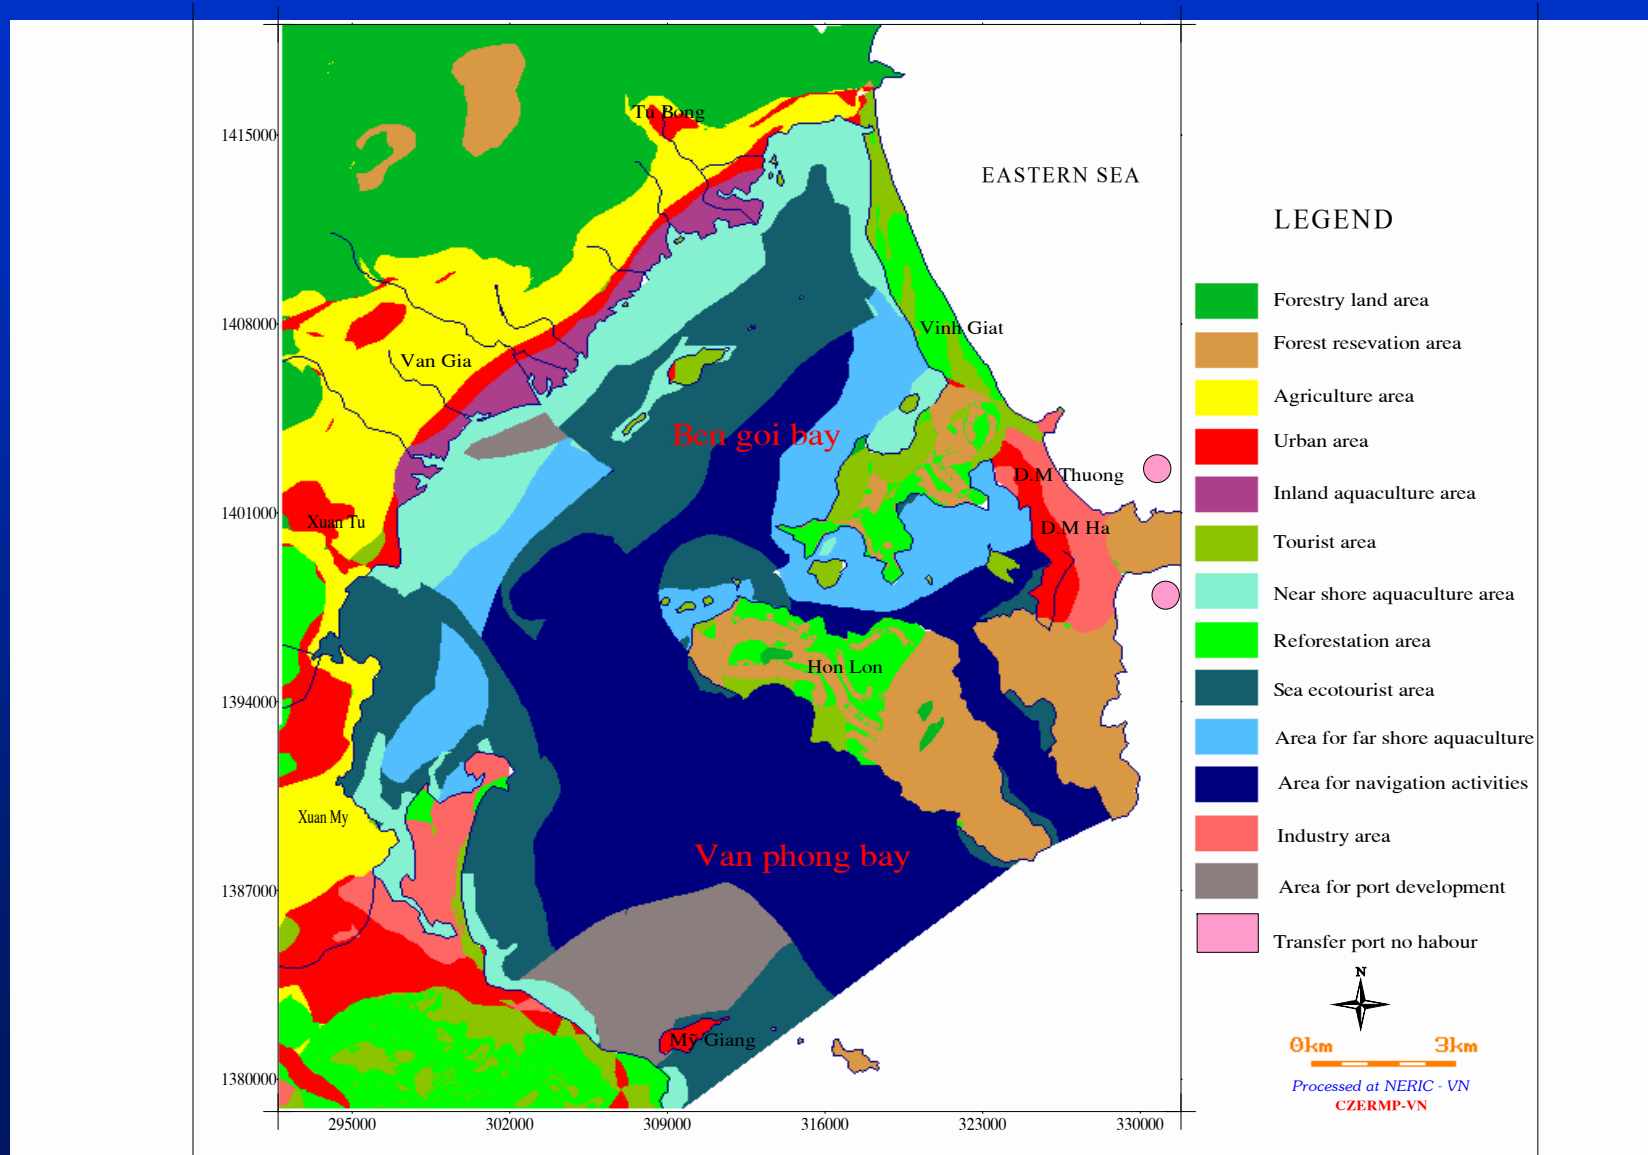 Tu Bong
1415000
EASTERN SEA
LEGEND
Forestry land area
1408000
Vinh Giat
Forest resevation area
Van Gia
Agriculture area
Ben goi bay
Urban area
D.M Thuong
Inland aquaculture area
1401000
Xuan Tu
D.M Ha
Tourist area
Near shore aquaculture area
Reforestation area
Hon Lon
Sea ecotourist area
1394000
Area for far shore aquaculture
Area for navigation activities
Xuan My
Industry area
Van phong bay
1387000
Area for port development
Transfer port no habour
N
Mỹ Giang
0km 3km
1380000
Processed at NERIC - VN
CZERMP-VN
295000 302000 309000 316000 323000 330000